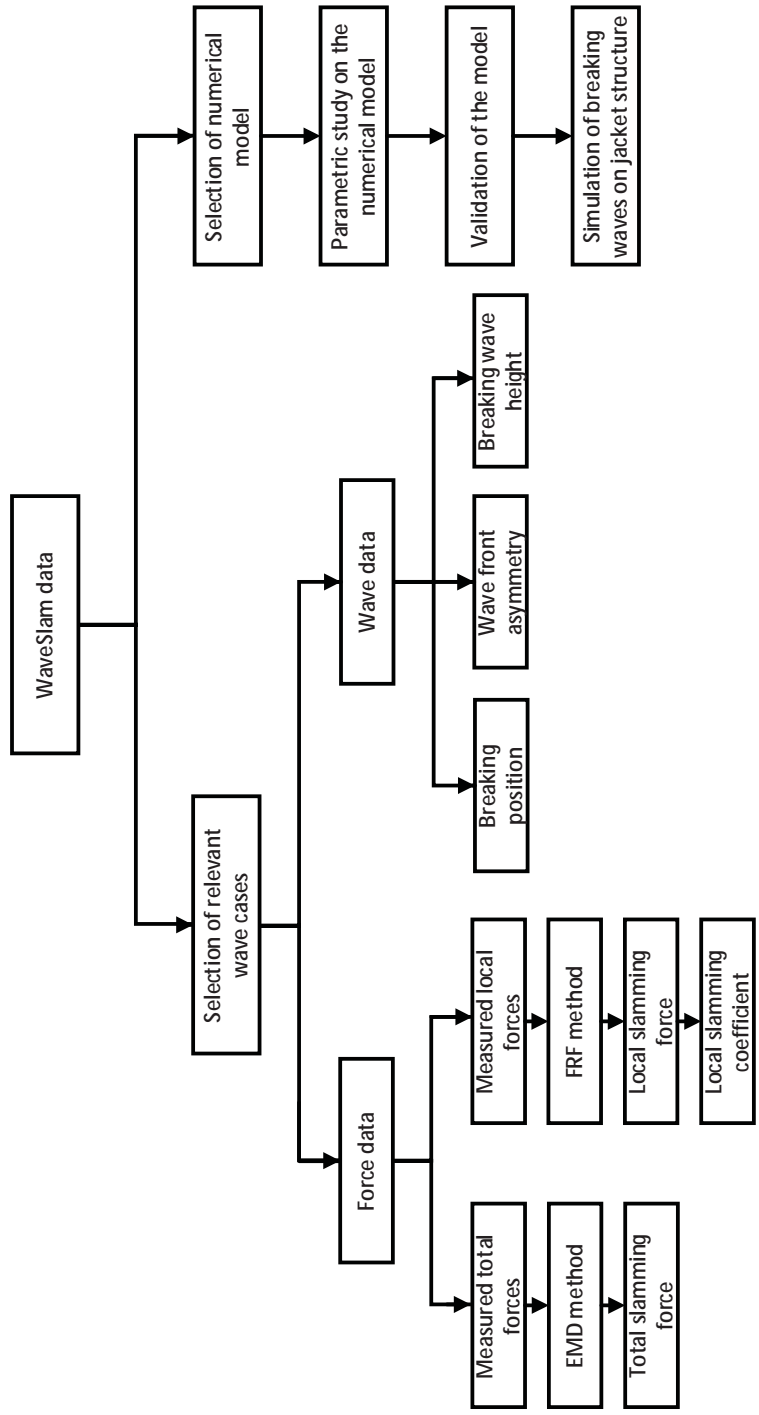 WaveSlam data
Selection of relevant
wave cases
Selection of numerical
model
Force data
Wave data
Parametric study on the
numerical model
Measured total
forces
Measured local
forces
Breaking
position
Wave front
asymmetry
Breaking wave
height
Validation of the model
EMD method
FRF method
Total slamming
force
Local slamming
force
Simulation of breaking
waves on jacket structure
Local slamming
coefficient